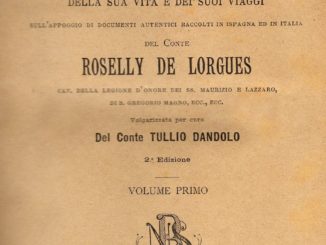 DELLA SUA VITA E DEI SUOI VIAGGI
SULL'APPOGGIO DI DOCUMENTI AUTENTICI RACCOLTI IN ISPAGNA ED IN ITALIA
DEL CONTE
ROSELLY DE LORGUES
CAV. DELLA LEGIONE D'ONORE DEI SS. MAURIZIO E LAZZARO,
DI S. GREGORIO MAGNO, ECC., ECC.
Volgarizzata per cura
Del Conte TULLIO DANDOLO
2.ª Edizione
VOLUME PRIMO